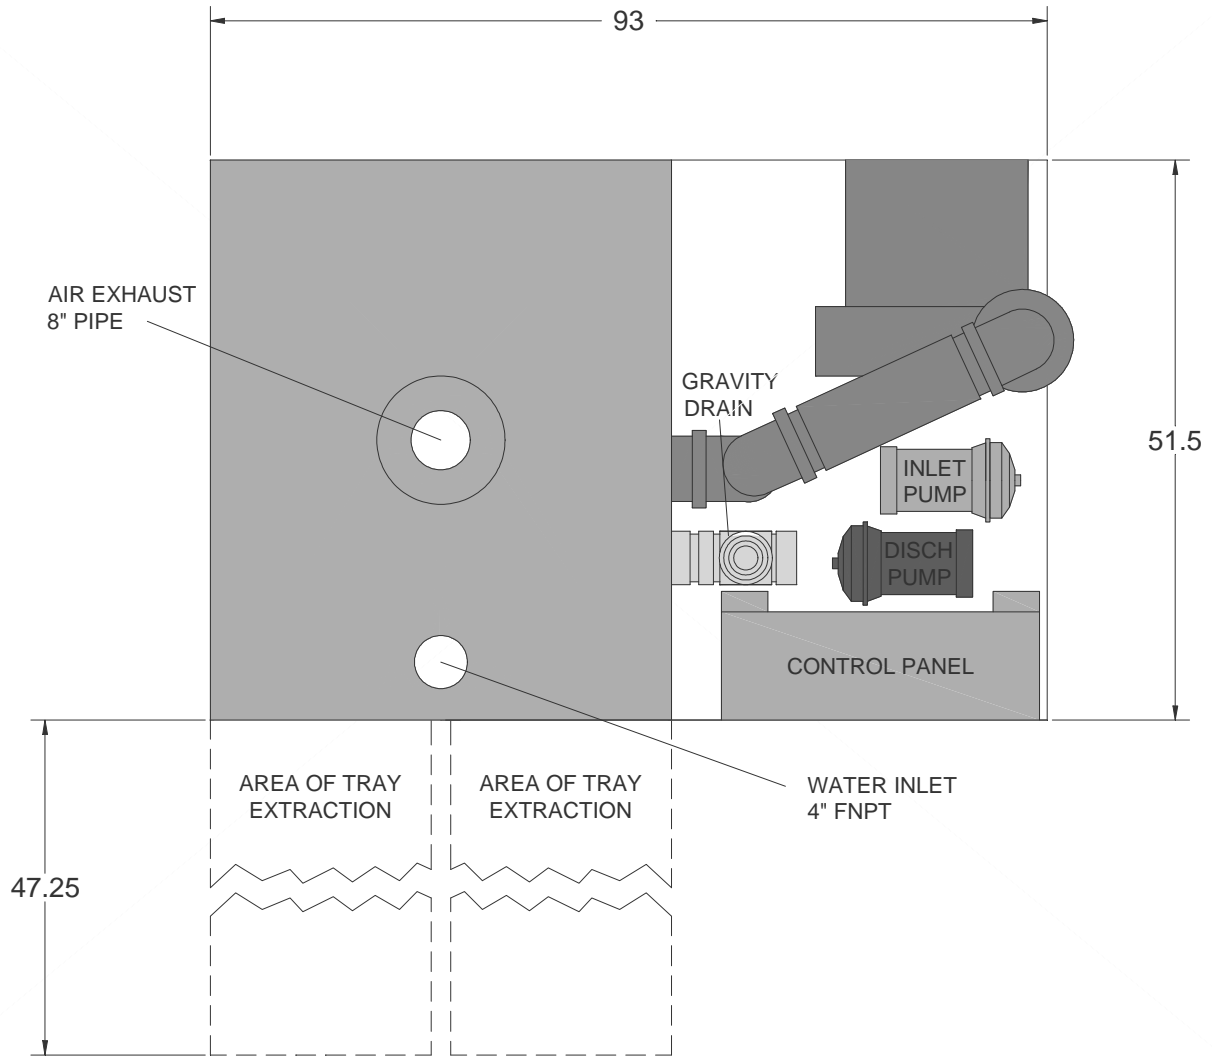 93
AIR EXHAUST
8" PIPE
GRAVITY
DRAIN
51.5
INLET
PUMP
DISCH
PUMP
CONTROL PANEL
AREA OF TRAY
EXTRACTION
AREA OF TRAY
EXTRACTION
WATER INLET
4" FNPT
47.25